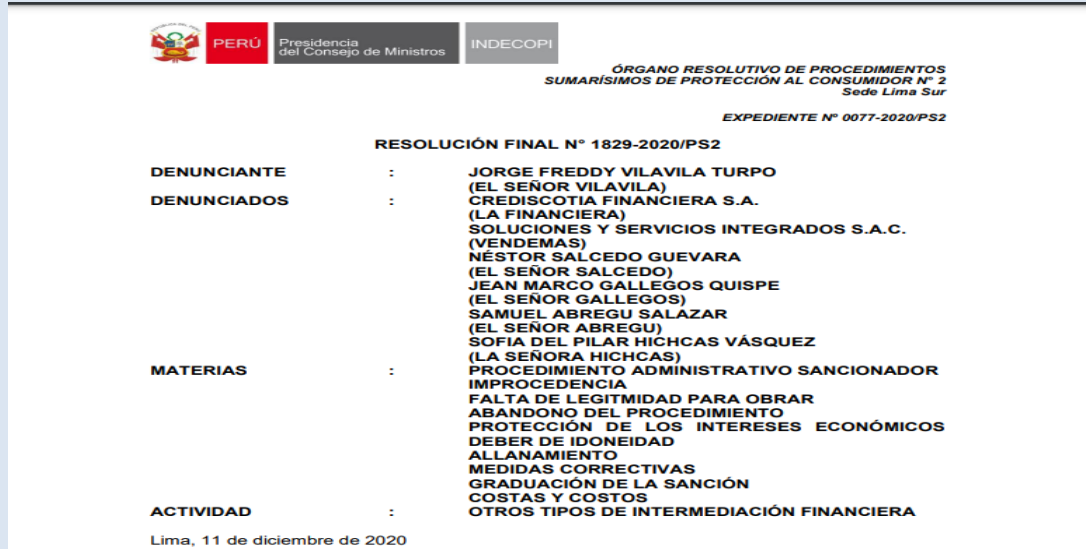 PERÚ
Presidencia
del Consejo de Ministros
INDECOPI
ÓRGANO RESOLUTIVO DE PROCEDIMIENTOS
SUMARÍSIMOS DE PROTECCIÓN AL CONSUMIDOR N° 2
Sede Lima Sur
EXPEDIENTE Nº 0077-2020/PS2
RESOLUCIÓN FINAL N° 1829-2020/PS2
DENUNCIANTE : JORGE FREDDY VILAVILA TURPO
(EL SEÑOR VILAVILA)
DENUNCIADOS : CREDISCOTIA FINANCIERA S.A.
(LA FINANCIERA)
SOLUCIONES Y SERVICIOS INTEGRADOS S.A.C.
(VENDEMAS)
NÉSTOR SALCEDO GUEVARA
(EL SEÑOR SALCEDO)
JEAN MARCO GALLEGOS QUISPE
(EL SEÑOR GALLEGOS)
SAMUEL ABREGU SALAZAR
(EL SEÑOR ABREGU)
SOFIA DEL PILAR HICHCAS VÁSQUEZ
(LA SEÑORA HICHCAS)
MATERIAS : PROCEDIMIENTO ADMINISTRATIVO SANCIONADOR
IMPROCEDENCIA
FALTA DE LEGITMIDAD PARA OBRAR
ABANDONO DEL PROCEDIMIENTO
PROTECCIÓN DE LOS INTERESES ECONÓMICOS
DEBER DE IDONEIDAD
ALLANAMIENTO
MEDIDAS CORRECTIVAS
GRADUACIÓN DE LA SANCIÓN
COSTAS Y COSTOS
ACTIVIDAD : OTROS TIPOS DE INTERMEDIACIÓN FINANCIERA
Lima, 11 de diciembre de 2020